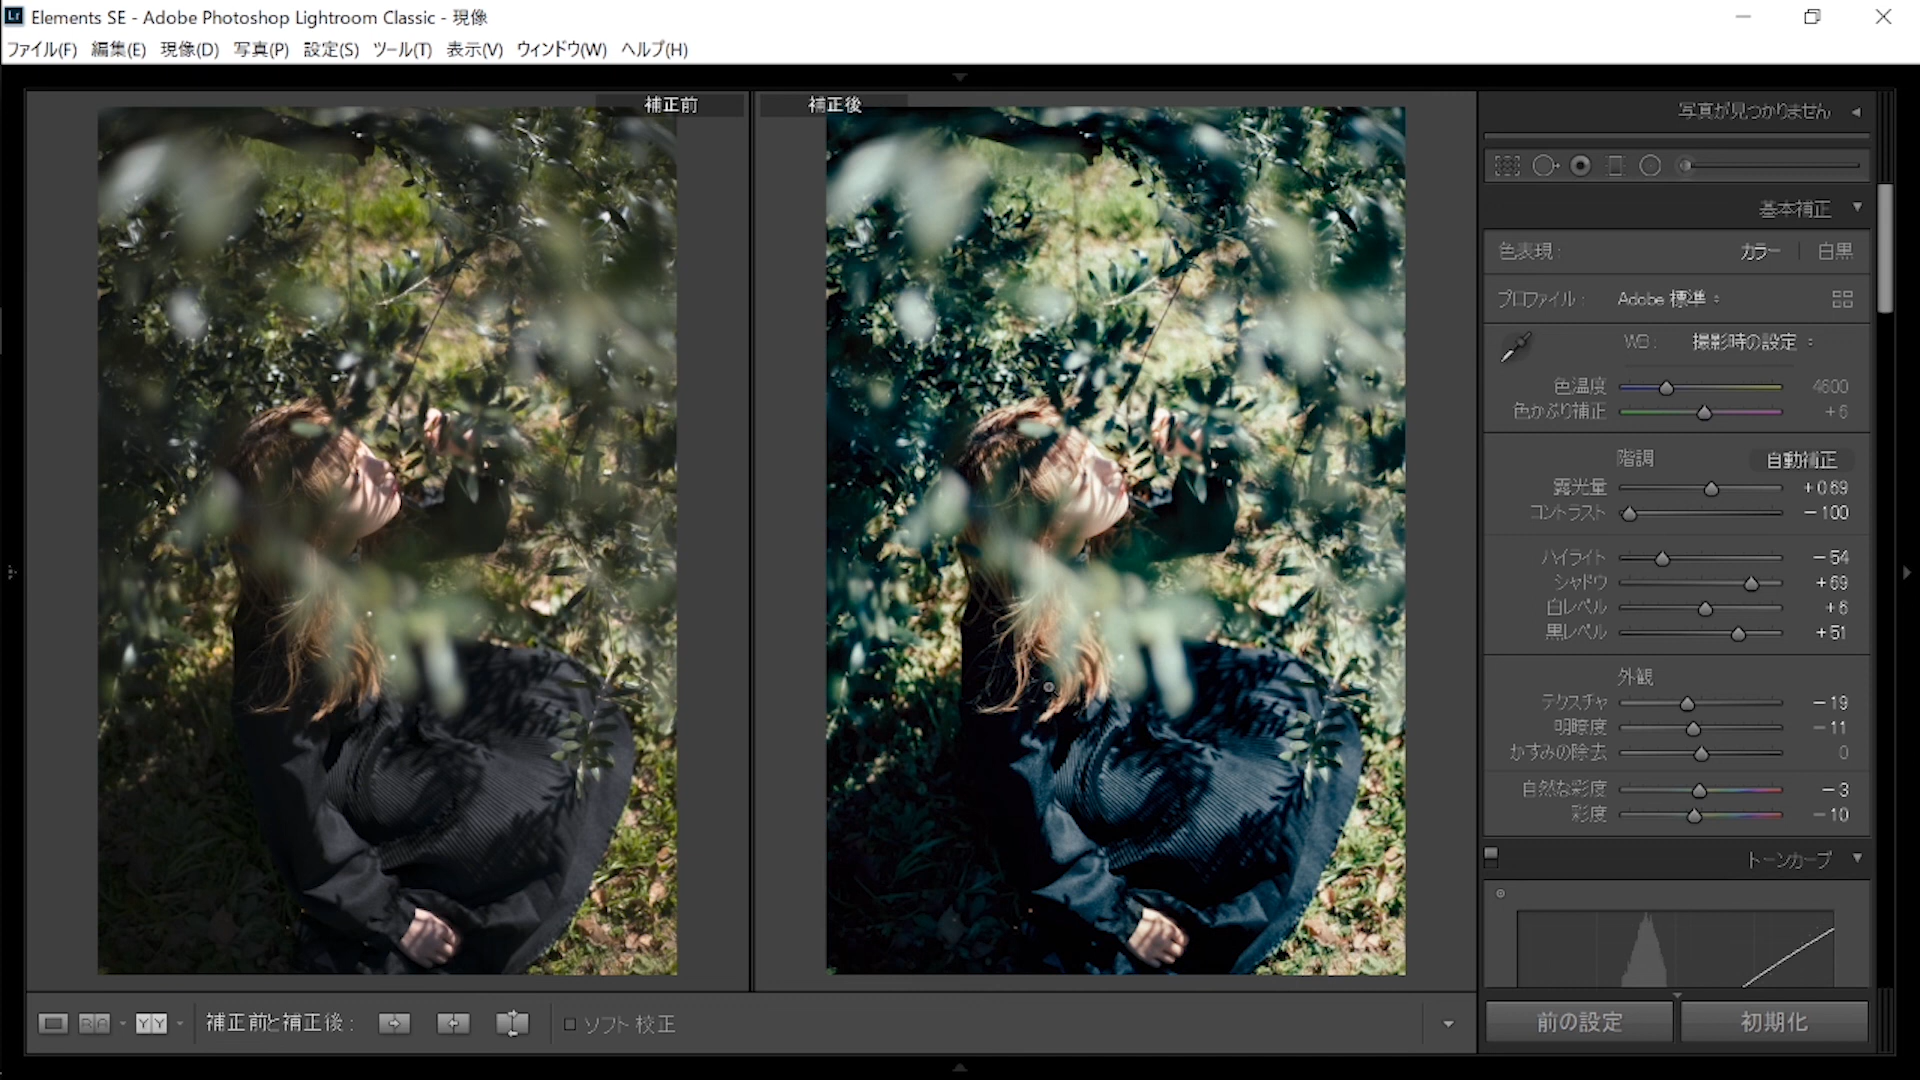 Elements SE - Adobe Photoshop Lightroom Classic - 現像
ファイル(F) 編集(E) 現像(D) 写真(P) 設定(S) ツール(T) 表示(V) ウィンドウ(W) ヘルプ(H)
補正前
補正後
写真が見つかりません
基本補正
色表現 : カラー 白黒
プロファイル : Adobe 標準
WB : 撮影時の設定
色温度 4600
色かぶり補正 + 6
階調 自動補正
露光量 + 0.69
コントラスト − 100
ハイライト − 54
シャドウ + 69
白レベル + 6
黒レベル + 51
外観
テクスチャ − 19
明瞭度 − 11
かすみの除去 0
自然な彩度 − 3
彩度 − 10
トーンカーブ
RA YY 補正前と補正後 : ソフト校正
前の設定 初期化